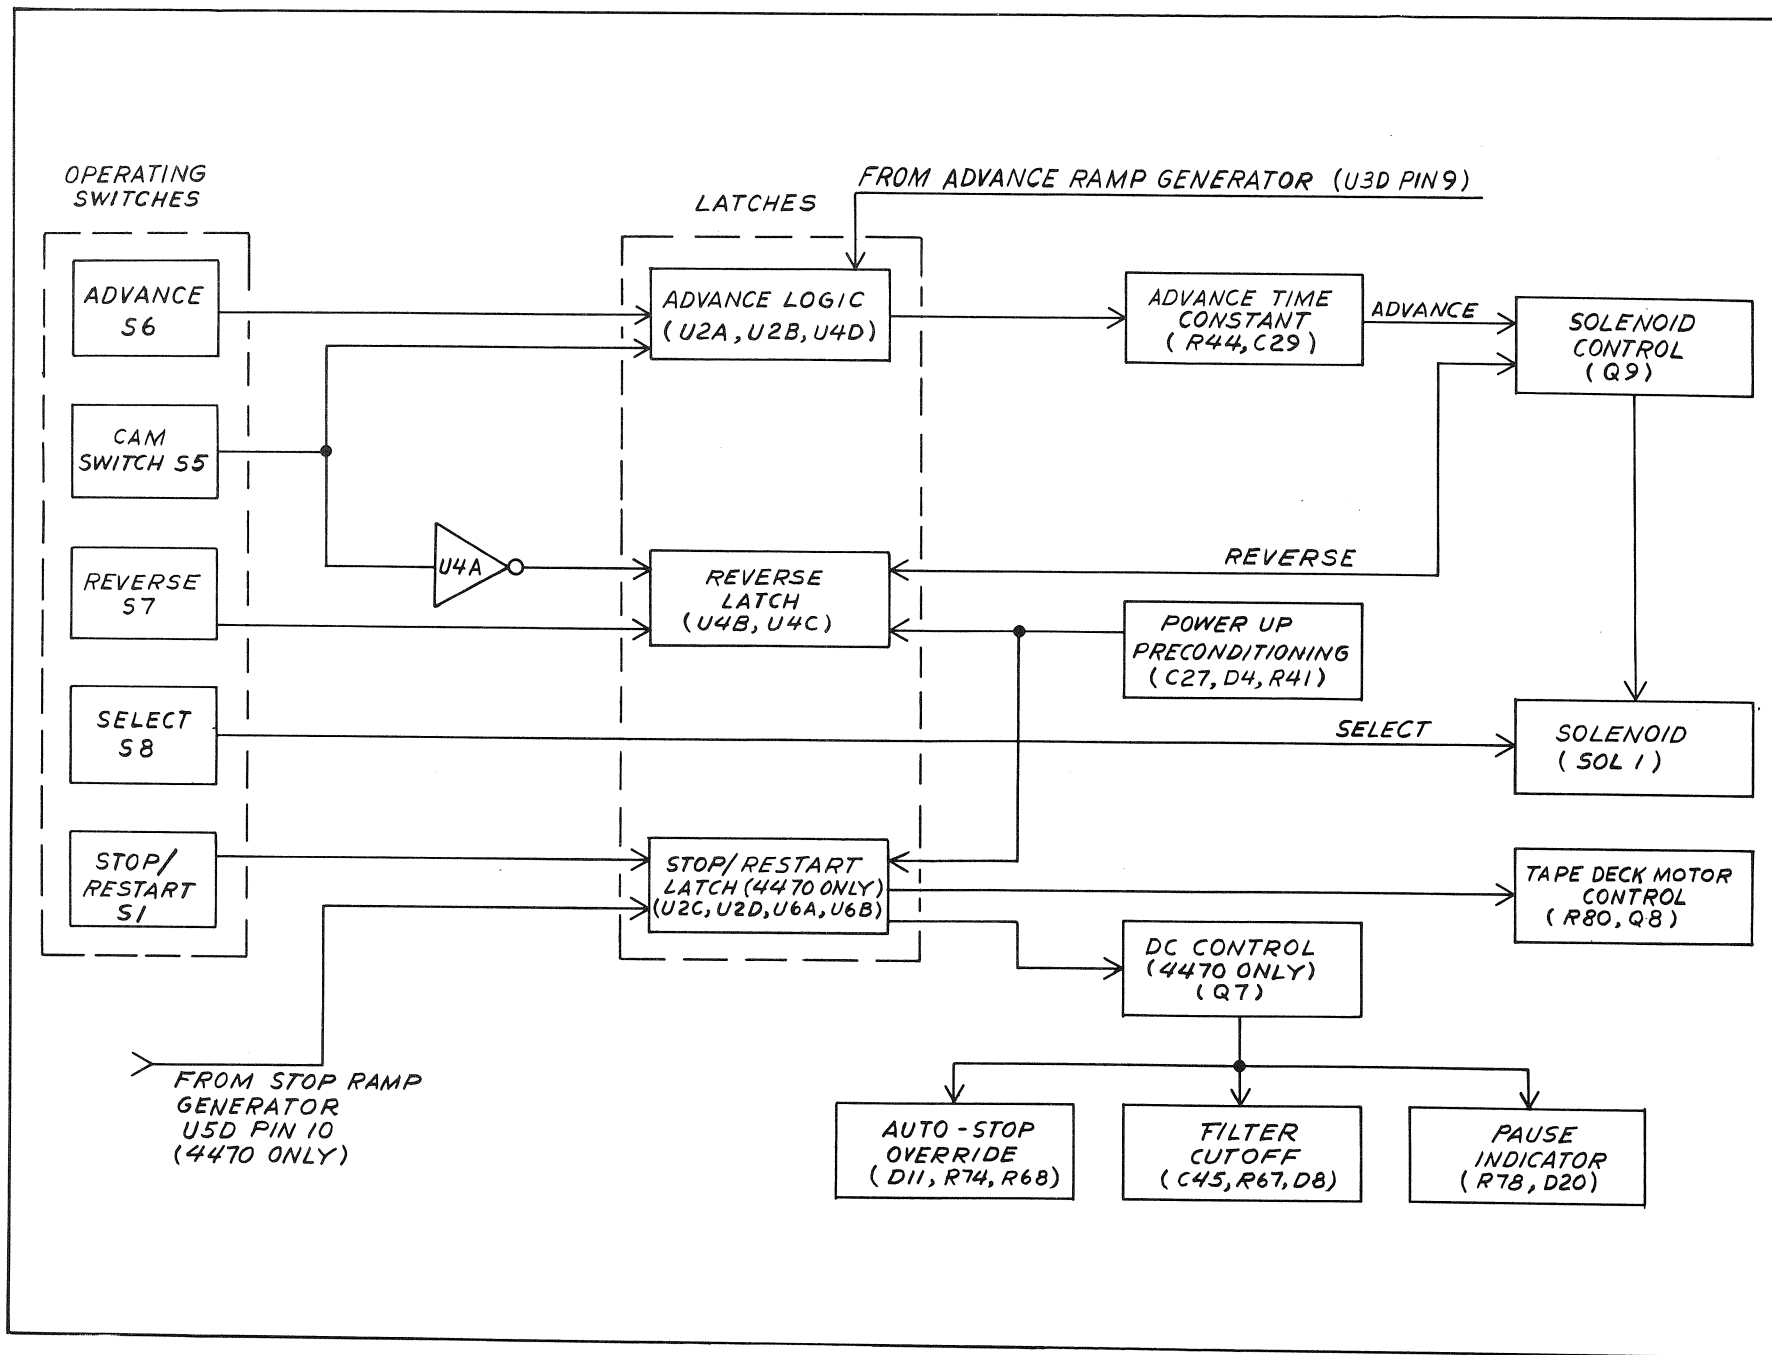 OPERATING
SWITCHES
LATCHES
FROM ADVANCE RAMP GENERATOR (U3D PIN 9)
ADVANCE
S6
ADVANCE LOGIC
(U2A, U2B, U4D)
ADVANCE TIME
CONSTANT
(R44, C29)
ADVANCE
SOLENOID
CONTROL
(Q9)
CAM
SWITCH S5
U4A
REVERSE
S7
REVERSE
LATCH
(U4B, U4C)
REVERSE
POWER UP
PRECONDITIONING
(C27, D4, R41)
SELECT
S8
SELECT
SOLENOID
(SOL 1)
STOP/
RESTART
S1
STOP/RESTART
LATCH (4470 ONLY)
(U2C, U2D, U6A, U6B)
TAPE DECK MOTOR
CONTROL
(R80, Q8)
DC CONTROL
(4470 ONLY)
(Q7)
FROM STOP RAMP
GENERATOR
U5D PIN 10
(4470 ONLY)
AUTO-STOP
OVERRIDE
(D11, R74, R68)
FILTER
CUTOFF
(C45, R67, D8)
PAUSE
INDICATOR
(R78, D20)